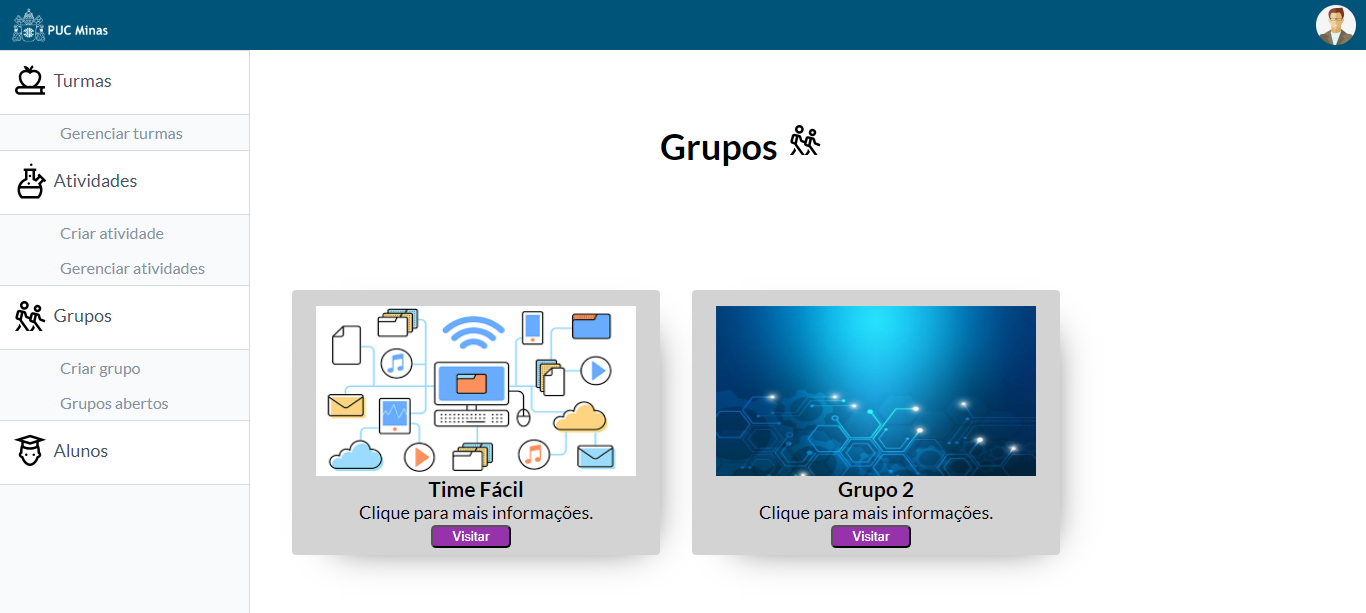 PUC Minas
Turmas
Gerenciar turmas
Atividades
Criar atividade
Gerenciar atividades
Grupos
Criar grupo
Grupos abertos
Alunos
Grupos
Time Fácil
Clique para mais informações.
Visitar
Grupo 2
Clique para mais informações.
Visitar